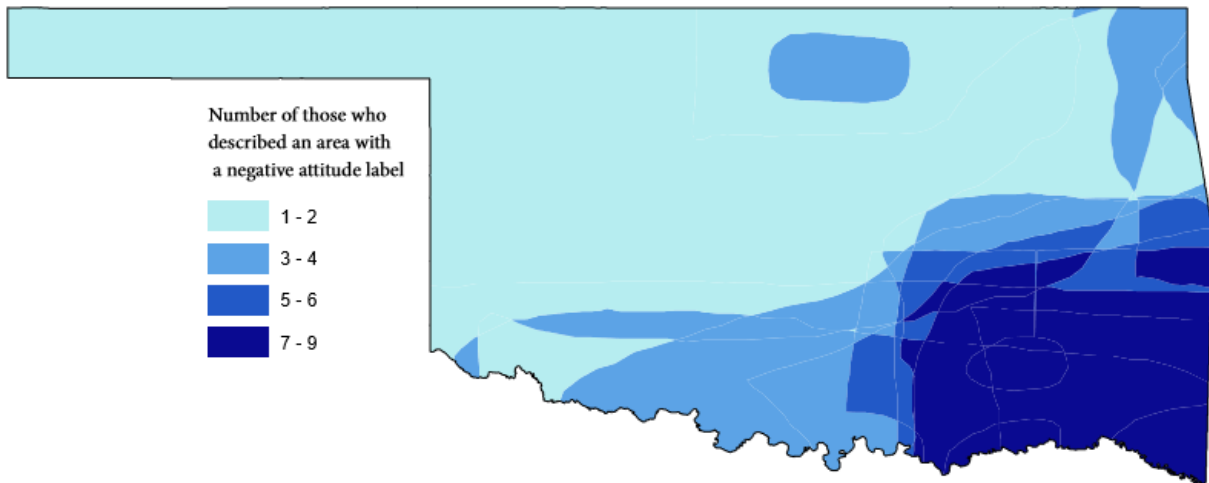 Number of those who
described an area with
a negative attitude label
1 - 2
3 - 4
5 - 6
7 - 9